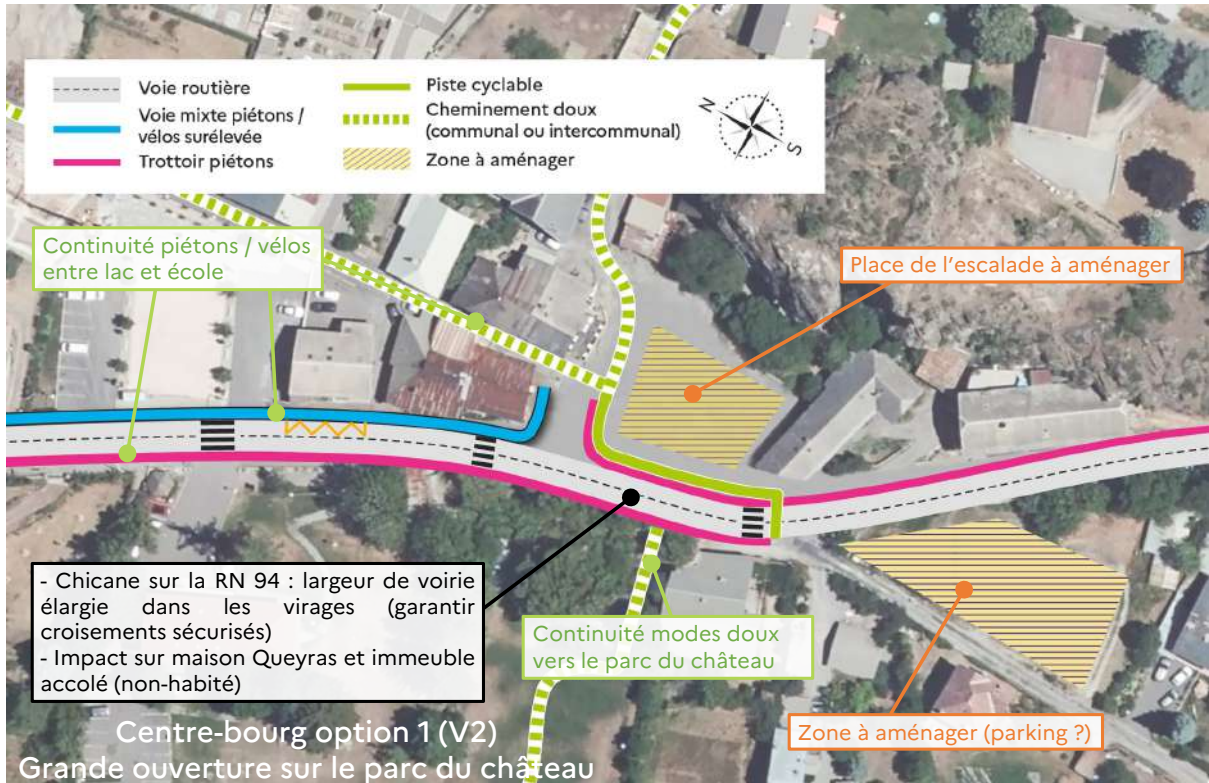 Voie routière
Voie mixte piétons /
vélos surélevée
Trottoir piétons
Piste cyclable
Cheminement doux
(communal ou intercommunal)
Zone à aménager
N
S
Continuité piétons / vélos
entre lac et école
Place de l'escalade à aménager
- Chicane sur la RN 94 : largeur de voirie
élargie dans les virages (garantir
croisements sécurisés)
- Impact sur maison Queyras et immeuble
accolé (non-habité)
Continuité modes doux
vers le parc du château
Zone à aménager (parking ?)
Centre-bourg option 1 (V2)
Grande ouverture sur le parc du château